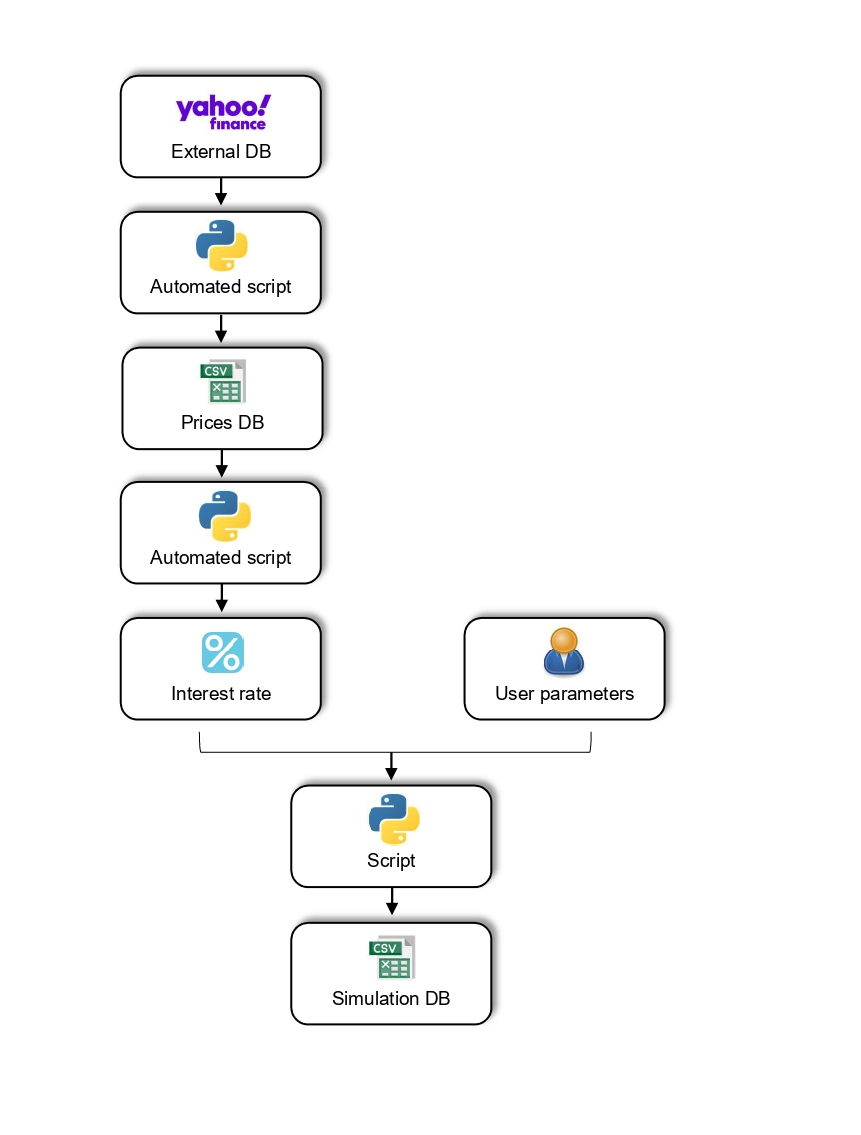 yahoo!
finance
External DB
Automated script
CSV
Prices DB
Automated script
%
Interest rate
User parameters
Script
CSV
Simulation DB